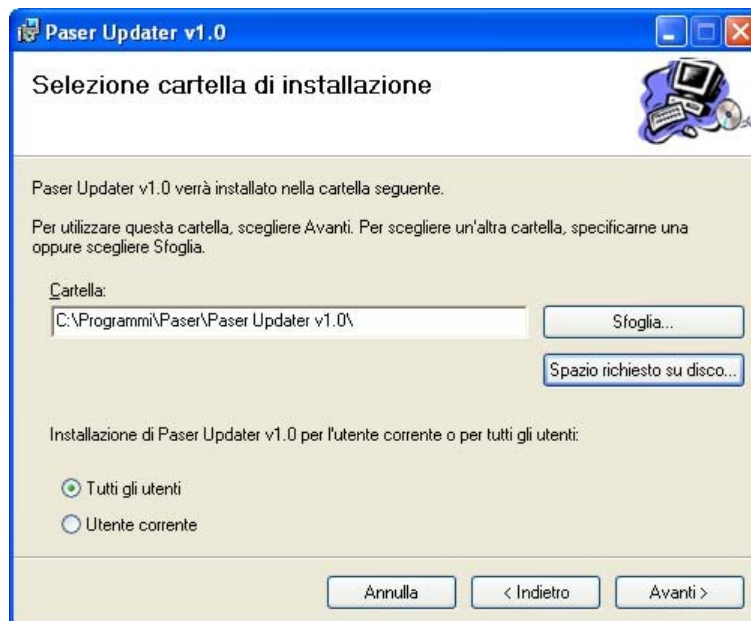 Paser Updater v1.0
Selezione cartella di installazione
Paser Updater v1.0 verrà installato nella cartella seguente.
Per utilizzare questa cartella, scegliere Avanti. Per scegliere un'altra cartella, specificarne una
oppure scegliere Sfoglia.
Cartella:
C:\Programmi\Paser\Paser Updater v1.0\
Sfoglia...
Spazio richiesto su disco...
Installazione di Paser Updater v1.0 per l'utente corrente o per tutti gli utenti:
Tutti gli utenti
Utente corrente
Annulla
< Indietro
Avanti >